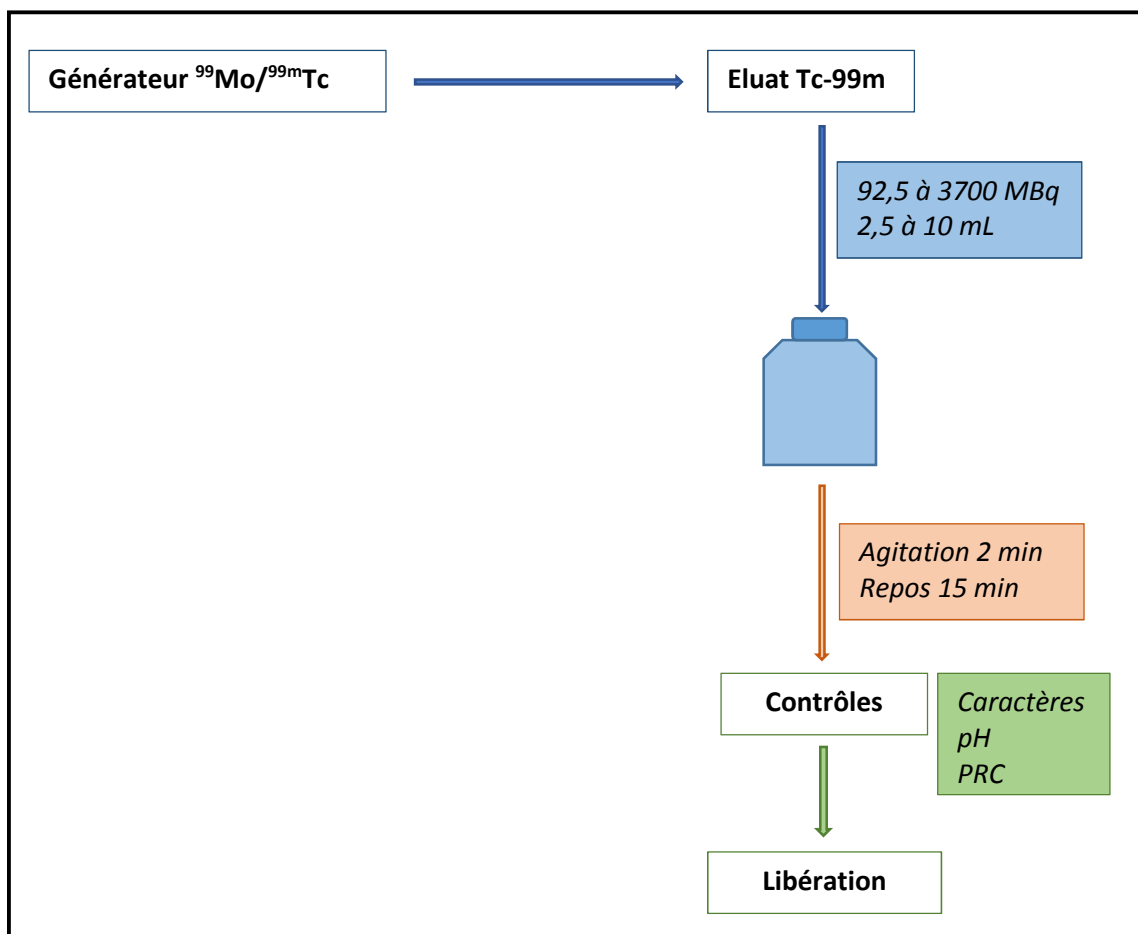 Générateur ⁹⁹Mo/⁹⁹ᵐTc
Eluat Tc-99m
92,5 à 3700 MBq
2,5 à 10 mL
Agitation 2 min
Repos 15 min
Contrôles
Caractères
pH
PRC
Libération